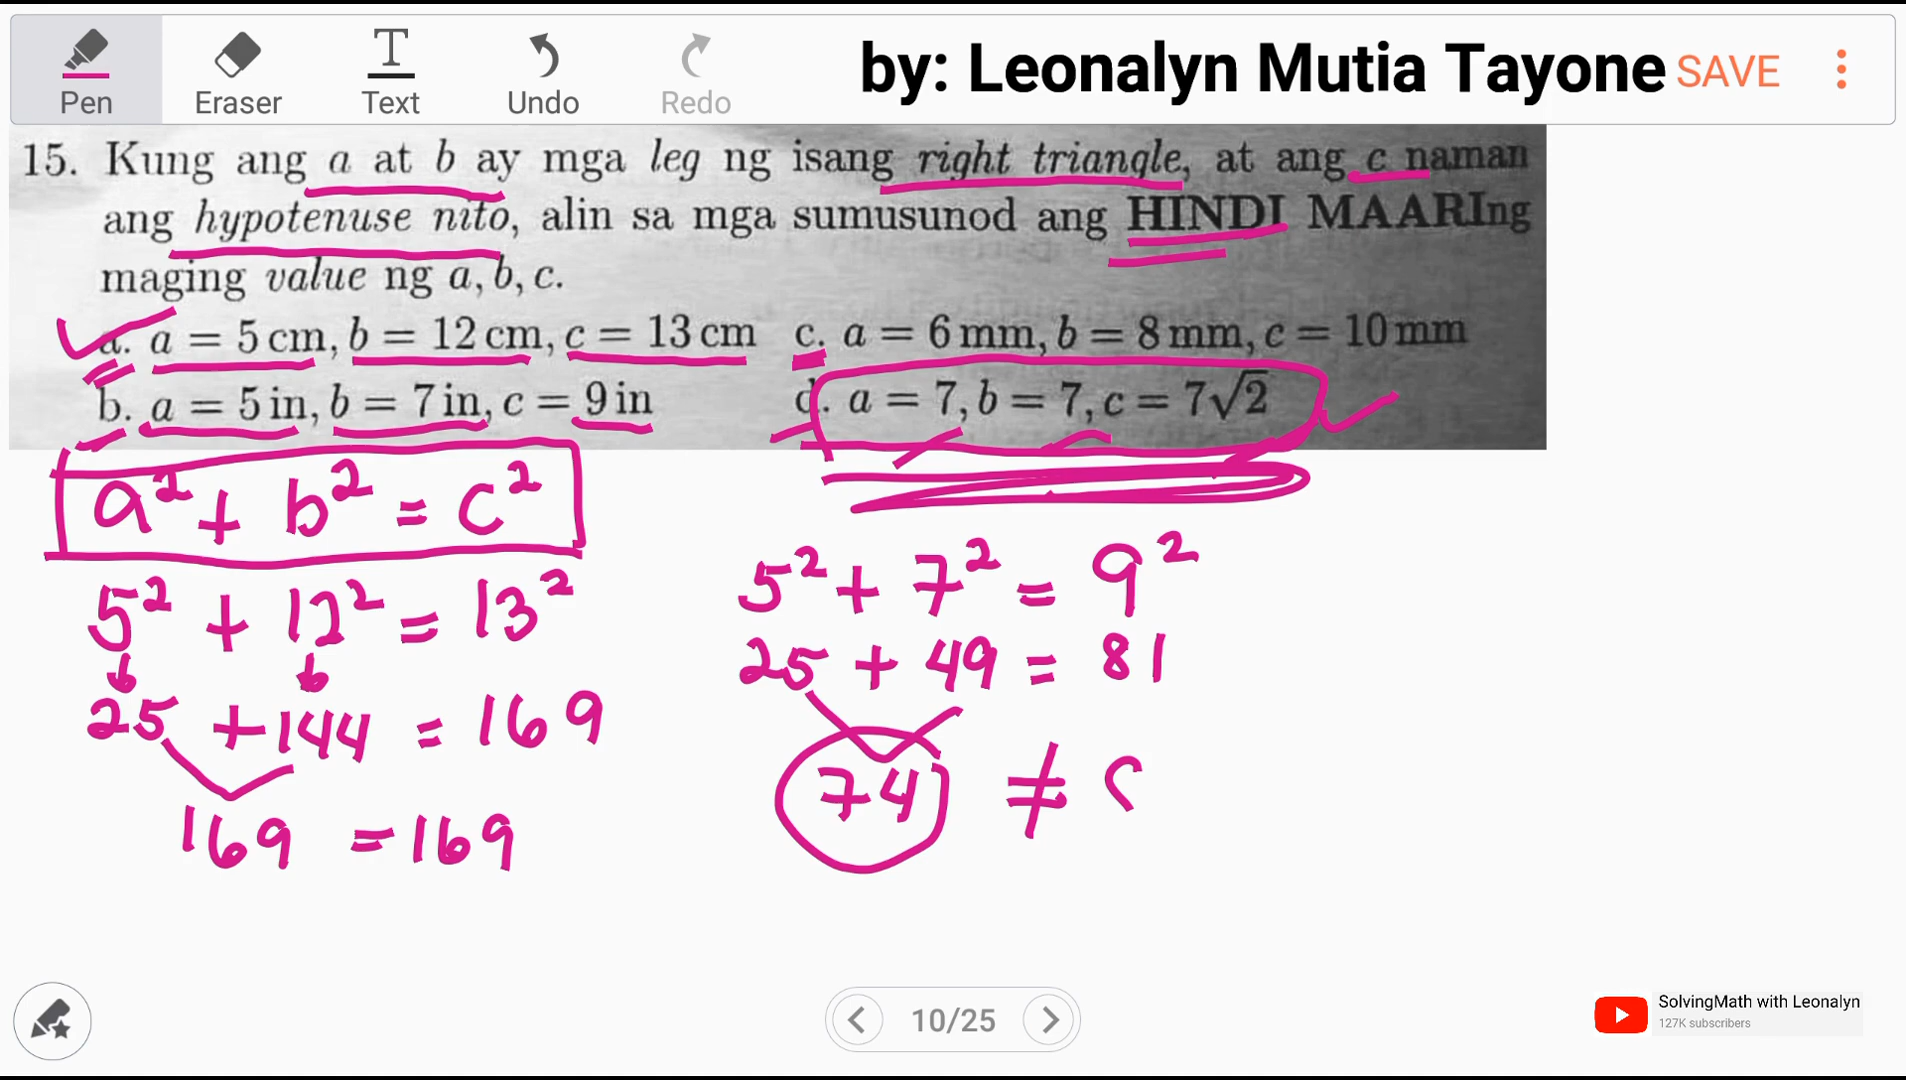 Pen
Eraser
Text
Undo
Redo
by: Leonalyn Mutia Tayone
SAVE
15. Kung ang a at b ay mga leg ng isang right triangle, at ang c naman
ang hypotenuse nito, alin sa mga sumusunod ang HINDI MAARIng
maging value ng a, b, c.
a. a = 5 cm, b = 12 cm, c = 13 cm
c. a = 6 mm, b = 8 mm, c = 10 mm
b. a = 5 in, b = 7 in, c = 9 in
d. a = 7, b = 7, c = 7√2
a² + b² = c²
5² + 12² = 13²
25 + 144 = 169
169 = 169
5² + 7² = 9²
25 + 49 = 81
74 ≠
10/25
SolvingMath with Leonalyn
127K subscribers